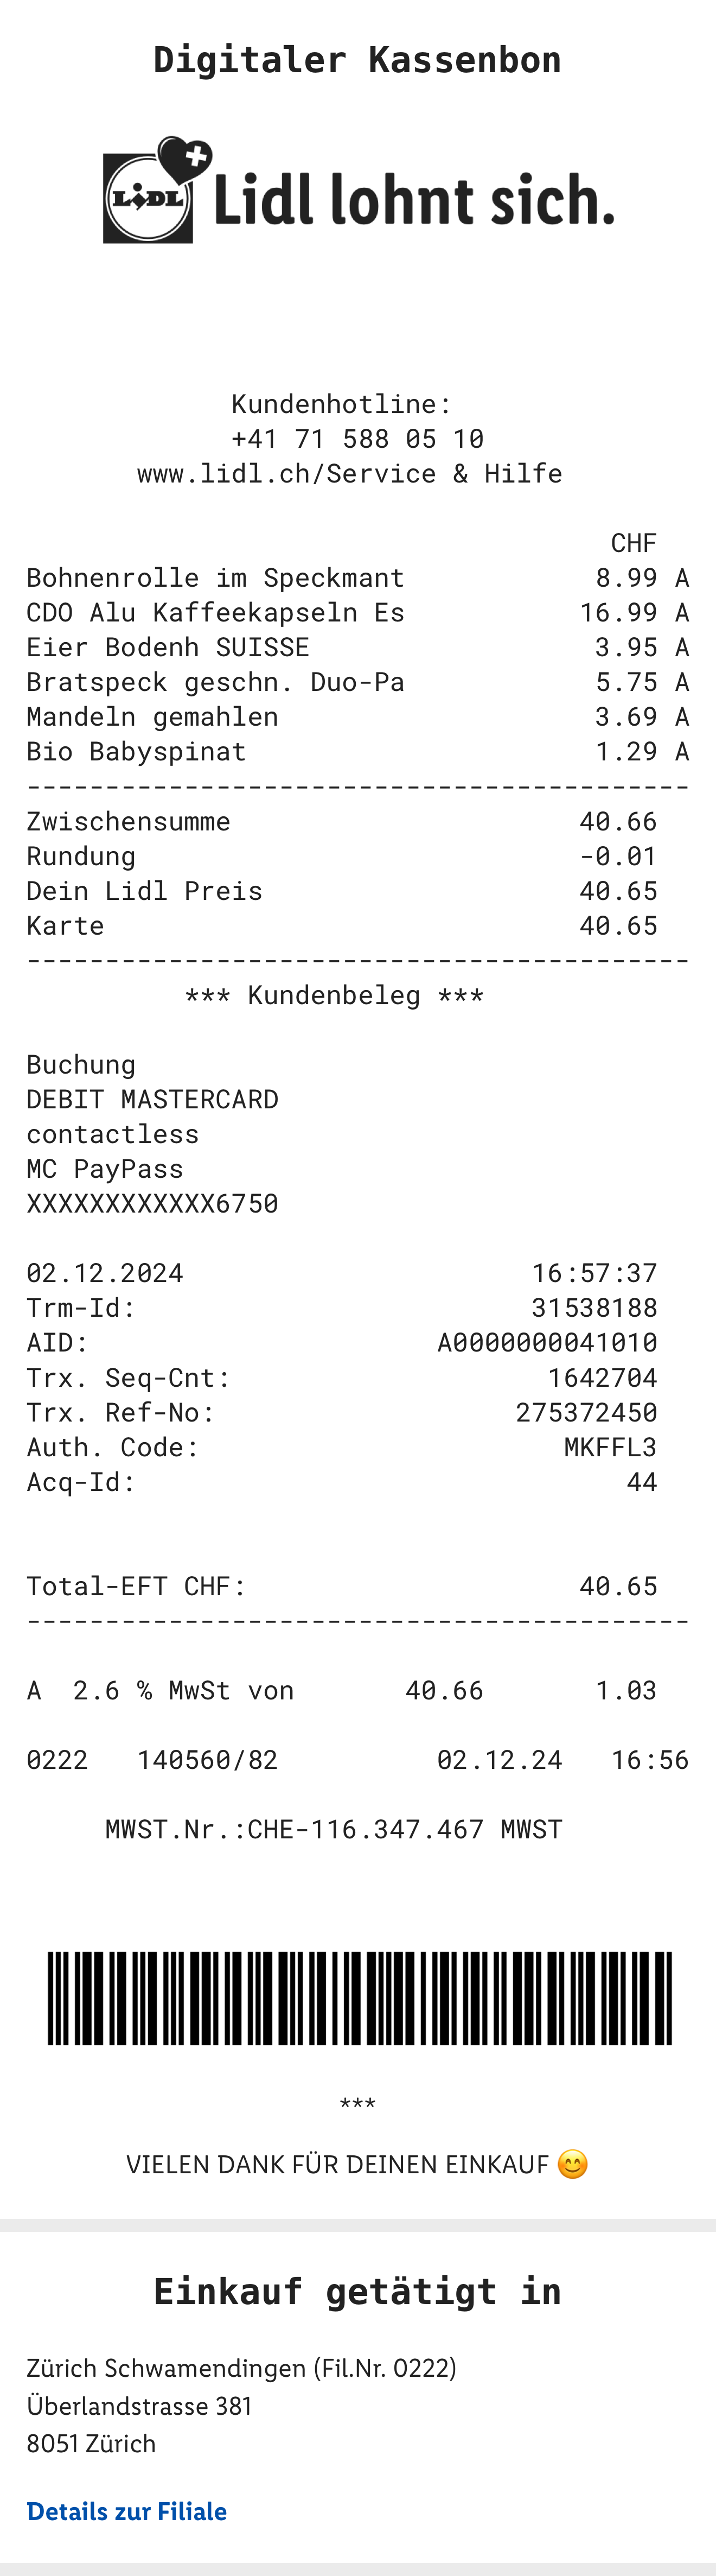 Digitaler Kassenbon
LIDL
Lidl lohnt sich.
Kundenhotline:
+41 71 588 05 10
www.lidl.ch/Service & Hilfe
CHF
Bohnenrolle im Speckmant 8.99 A
CDO Alu Kaffeekapseln Es 16.99 A
Eier Bodenh SUISSE 3.95 A
Bratspeck geschn. Duo-Pa 5.75 A
Mandeln gemahlen 3.69 A
Bio Babyspinat 1.29 A
------------------------------------------
Zwischensumme 40.66
Rundung -0.01
Dein Lidl Preis 40.65
Karte 40.65
------------------------------------------
*** Kundenbeleg ***
Buchung
DEBIT MASTERCARD
contactless
MC PayPass
XXXXXXXXXXXX6750
02.12.2024 16:57:37
Trm-Id: 31538188
AID: A0000000041010
Trx. Seq-Cnt: 1642704
Trx. Ref-No: 275372450
Auth. Code: MKFFL3
Acq-Id: 44
Total-EFT CHF: 40.65
------------------------------------------
A 2.6 % MwSt von 40.66 1.03
0222 140560/82 02.12.24 16:56
MWST.Nr.:CHE-116.347.467 MWST
***
VIELEN DANK FÜR DEINEN EINKAUF 😊
Einkauf getätigt in
Zürich Schwamendingen (Fil.Nr. 0222)
Überlandstrasse 381
8051 Zürich
Details zur Filiale